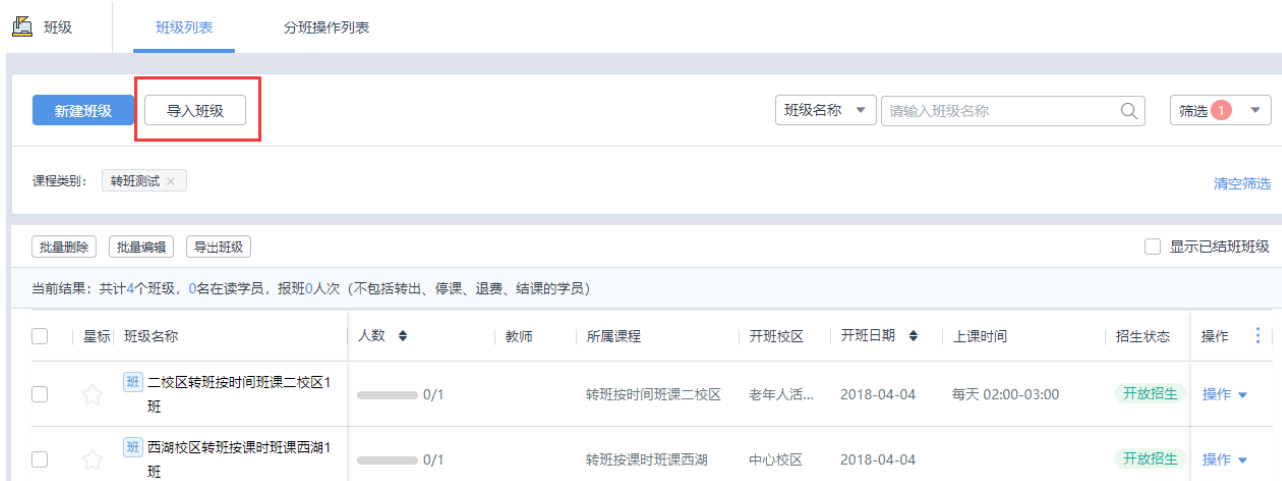 班级 班级列表 分班操作列表
新建班级 导入班级 班级名称 请输入班级名称 筛选 1
课程类别： 转班测试 ×
清空筛选
批量删除 批量编辑 导出班级 显示已结班班级
当前结果：共计4个班级，0名在读学员，报班0人次（不包括转出、停课、退费、结课的学员）
星标 班级名称 人数 教师 所属课程 开班校区 开班日期 上课时间 招生状态 操作
班 二校区转班按时间班课二校区1
班
0/1 转班按时间班课二校区 老年人活... 2018-04-04 每天 02:00-03:00 开放招生 操作
班 西湖校区转班按课时班课西湖1
班
0/1 转班按课时班课西湖 中心校区 2018-04-04 开放招生 操作